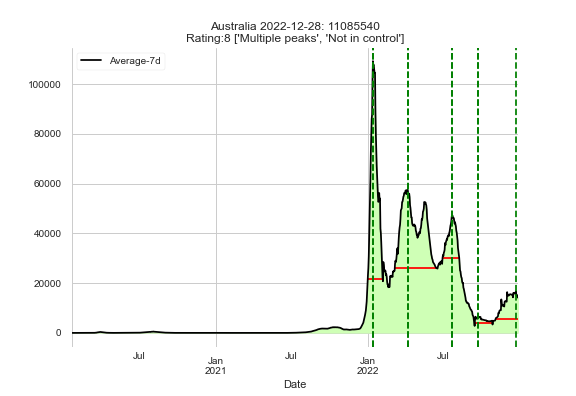 Australia 2022-12-28: 11085540
Rating:8 ['Multiple peaks', 'Not in control']
Average-7d
100000
80000
60000
40000
20000
0
Jul
Jan
2021
Jul
Jan
2022
Jul
Date